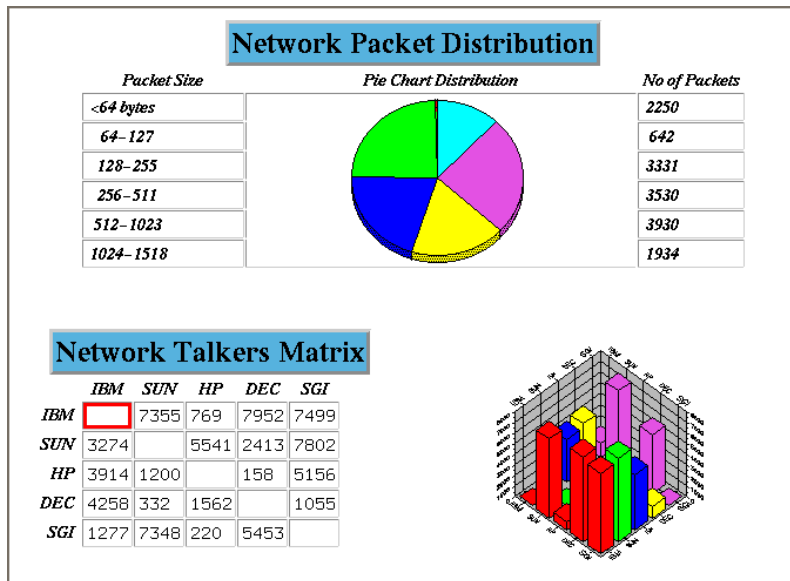 Network Packet Distribution
Packet Size Pie Chart Distribution No of Packets
<64 bytes 2250
64-127 642
128-255 3331
256-511 3530
512-1023 3930
1024-1518 1934
Network Talkers Matrix
IBM SUN HP DEC SGI
IBM 7355 769 7952 7499
SUN 3274 5541 2413 7802
HP 3914 1200 158 5156
DEC 4258 332 1562 1055
SGI 1277 7348 220 5453